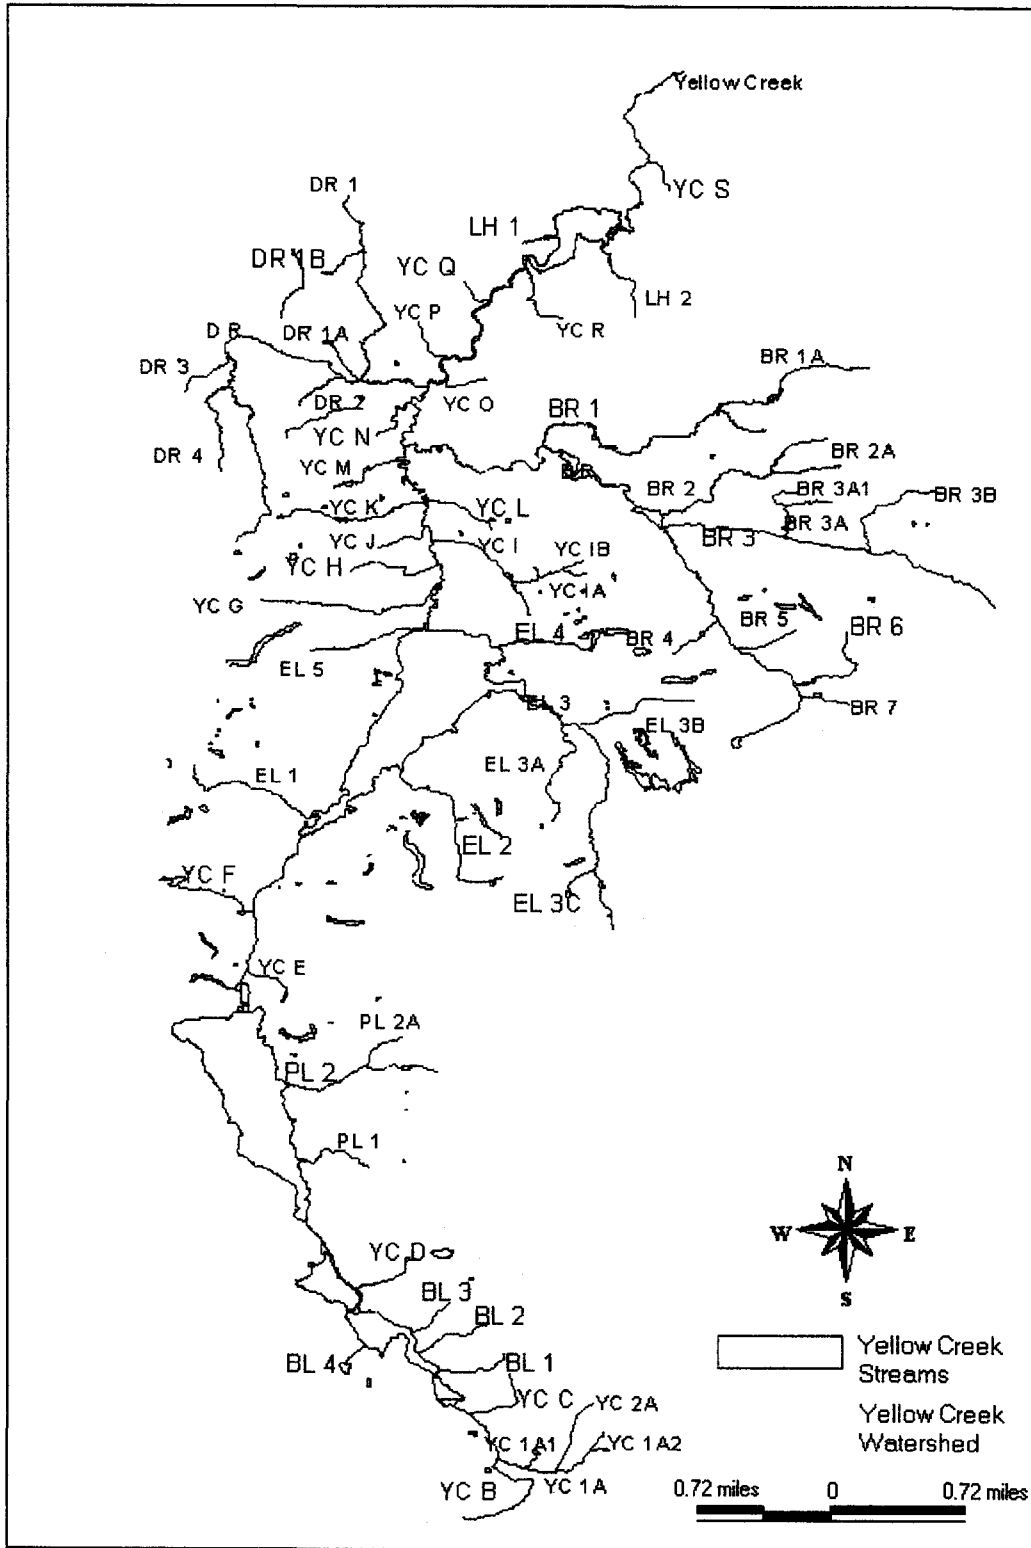 Yellow Creek
YC S
DR 1
LH 1
DR 1B
YC Q
LH 2
YC P
YC R
D R
DR 1A
DR 3
BR 1A
DR 2
YC O
BR 1
YC N
DR 4
YC M
BR
BR 2A
BR 2
BR 3A1
BR 3B
YC K
YC L
BR 3A
BR 3
YC J
YC I
YC IB
YC H
YC IA
YC G
EL 4
BR 4
BR 5
BR 6
EL 5
EL 3
BR 7
EL 3B
EL 3A
EL 1
EL 2
YC F
EL 3C
YC E
PL 2A
PL 2
PL 1
N
W
E
S
YC D
BL 3
BL 2
BL 4
BL 1
YC C
YC 2A
YC 1A1
YC 1A2
YC B
YC 1A
Yellow Creek
Streams
Yellow Creek
Watershed
0.72 miles 0 0.72 miles